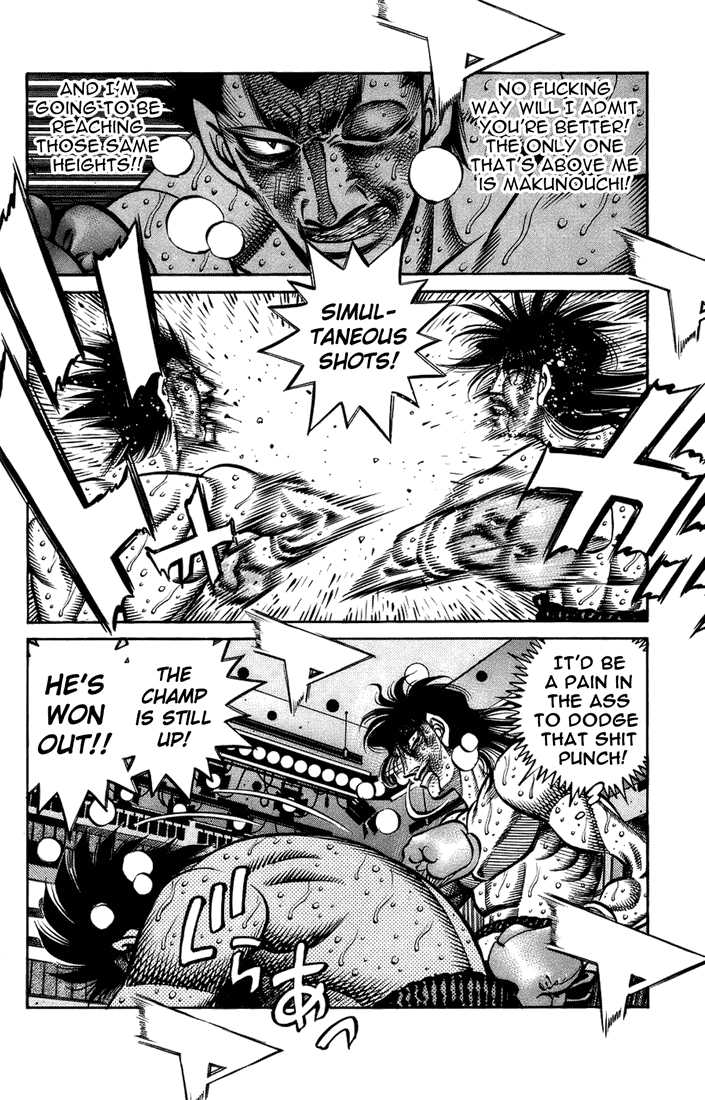 NO FUCKING
WAY WILL I ADMIT
YOU'RE BETTER!
THE ONLY ONE
THAT'S ABOVE ME
IS MAKUNOUCHI!
AND I'M
GOING TO BE
REACHING
THOSE SAME
HEIGHTS!!
SIMUL-
TANEOUS
SHOTS!
IT'D BE
A PAIN IN
THE ASS
TO DODGE
THAT SHIT
PUNCH!
THE
CHAMP
IS STILL
UP!
HE'S
WON
OUT!!